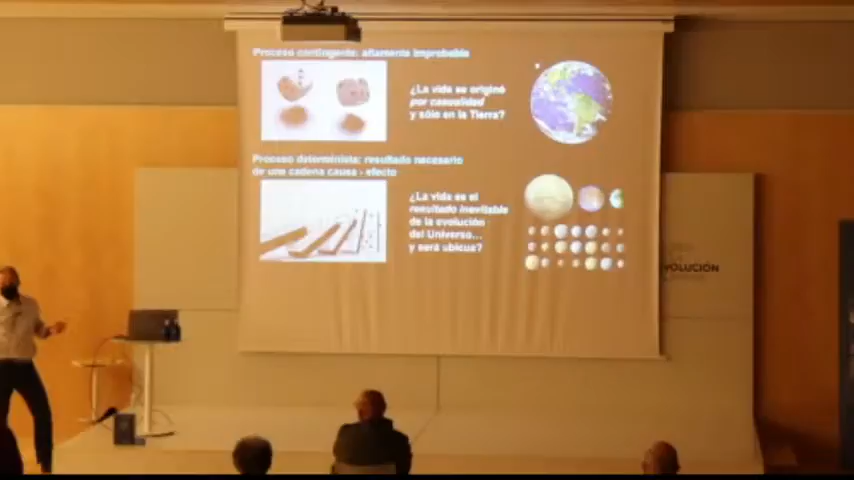 Proceso contingente: altamente improbable
¿La vida se originó
por casualidad
y sólo en la Tierra?
Proceso determinista: resultado necesario
de una cadena causa - efecto
¿La vida es el
resultado inevitable
de la evolución
del Universo...
y será ubicua?
VOLUCIÓN